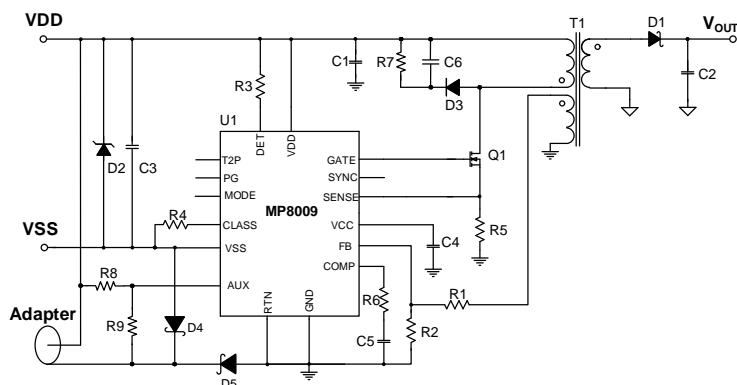 VDD
T1
D1
VOUT
R3
C1
R7
C6
D3
C2
U1
DET
VDD
Q1
D2
C3
T2P
PG
MODE
GATE
SYNC
SENSE
R4
CLASS
MP8009
VCC
R5
VSS
VSS
FB
C4
R8
AUX
COMP
R1
Adapter
R9
D4
RTN
GND
R6
R2
C5
D5